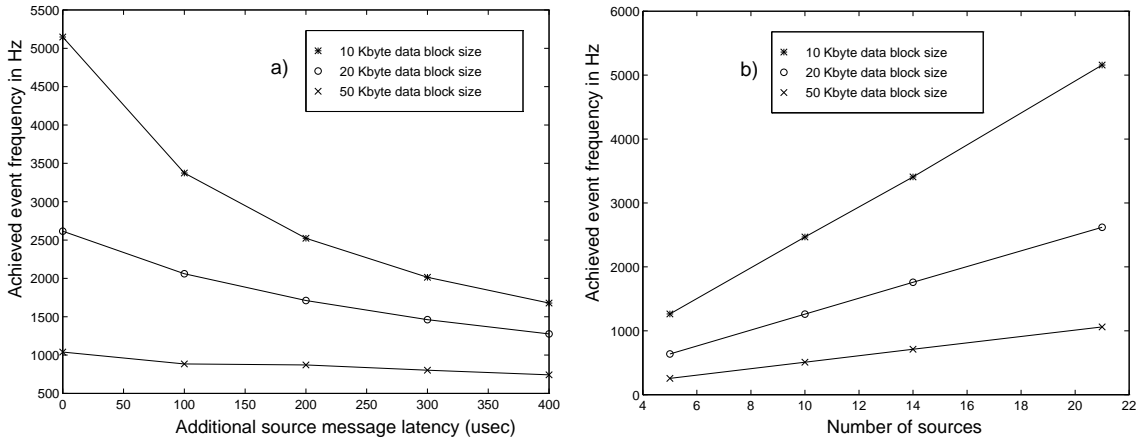 5500
5000
4500
4000
3500
3000
2500
2000
1500
1000
500
Achieved event frequency in Hz
a)
10 Kbyte data block size
20 Kbyte data block size
50 Kbyte data block size
0 50 100 150 200 250 300 350 400
Additional source message latency (usec)
6000
5000
4000
3000
2000
1000
0
Achieved event frequency in Hz
b)
10 Kbyte data block size
20 Kbyte data block size
50 Kbyte data block size
4 6 8 10 12 14 16 18 20 22
Number of sources